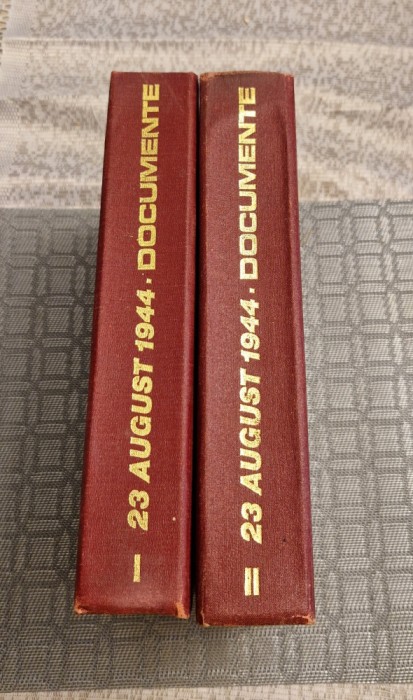 I 23 AUGUST 1944. DOCUMENTE
II 23 AUGUST 1944. DOCUMENTE